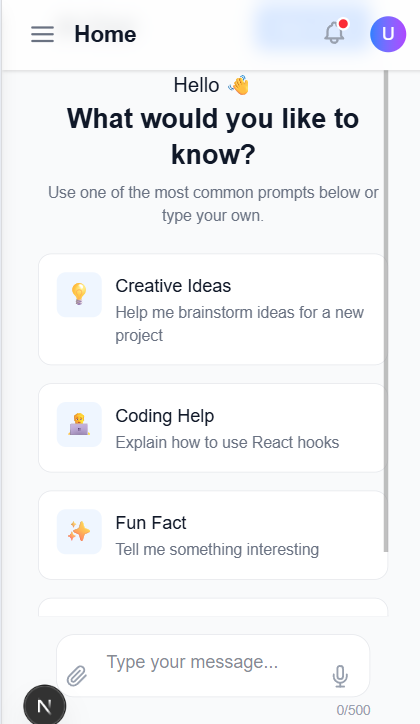 Home
U
Hello 👋
What would you like to
know?
Use one of the most common prompts below or
type your own.
Creative Ideas
Help me brainstorm ideas for a new
project
Coding Help
Explain how to use React hooks
Fun Fact
Tell me something interesting
Type your message...
N
0/500